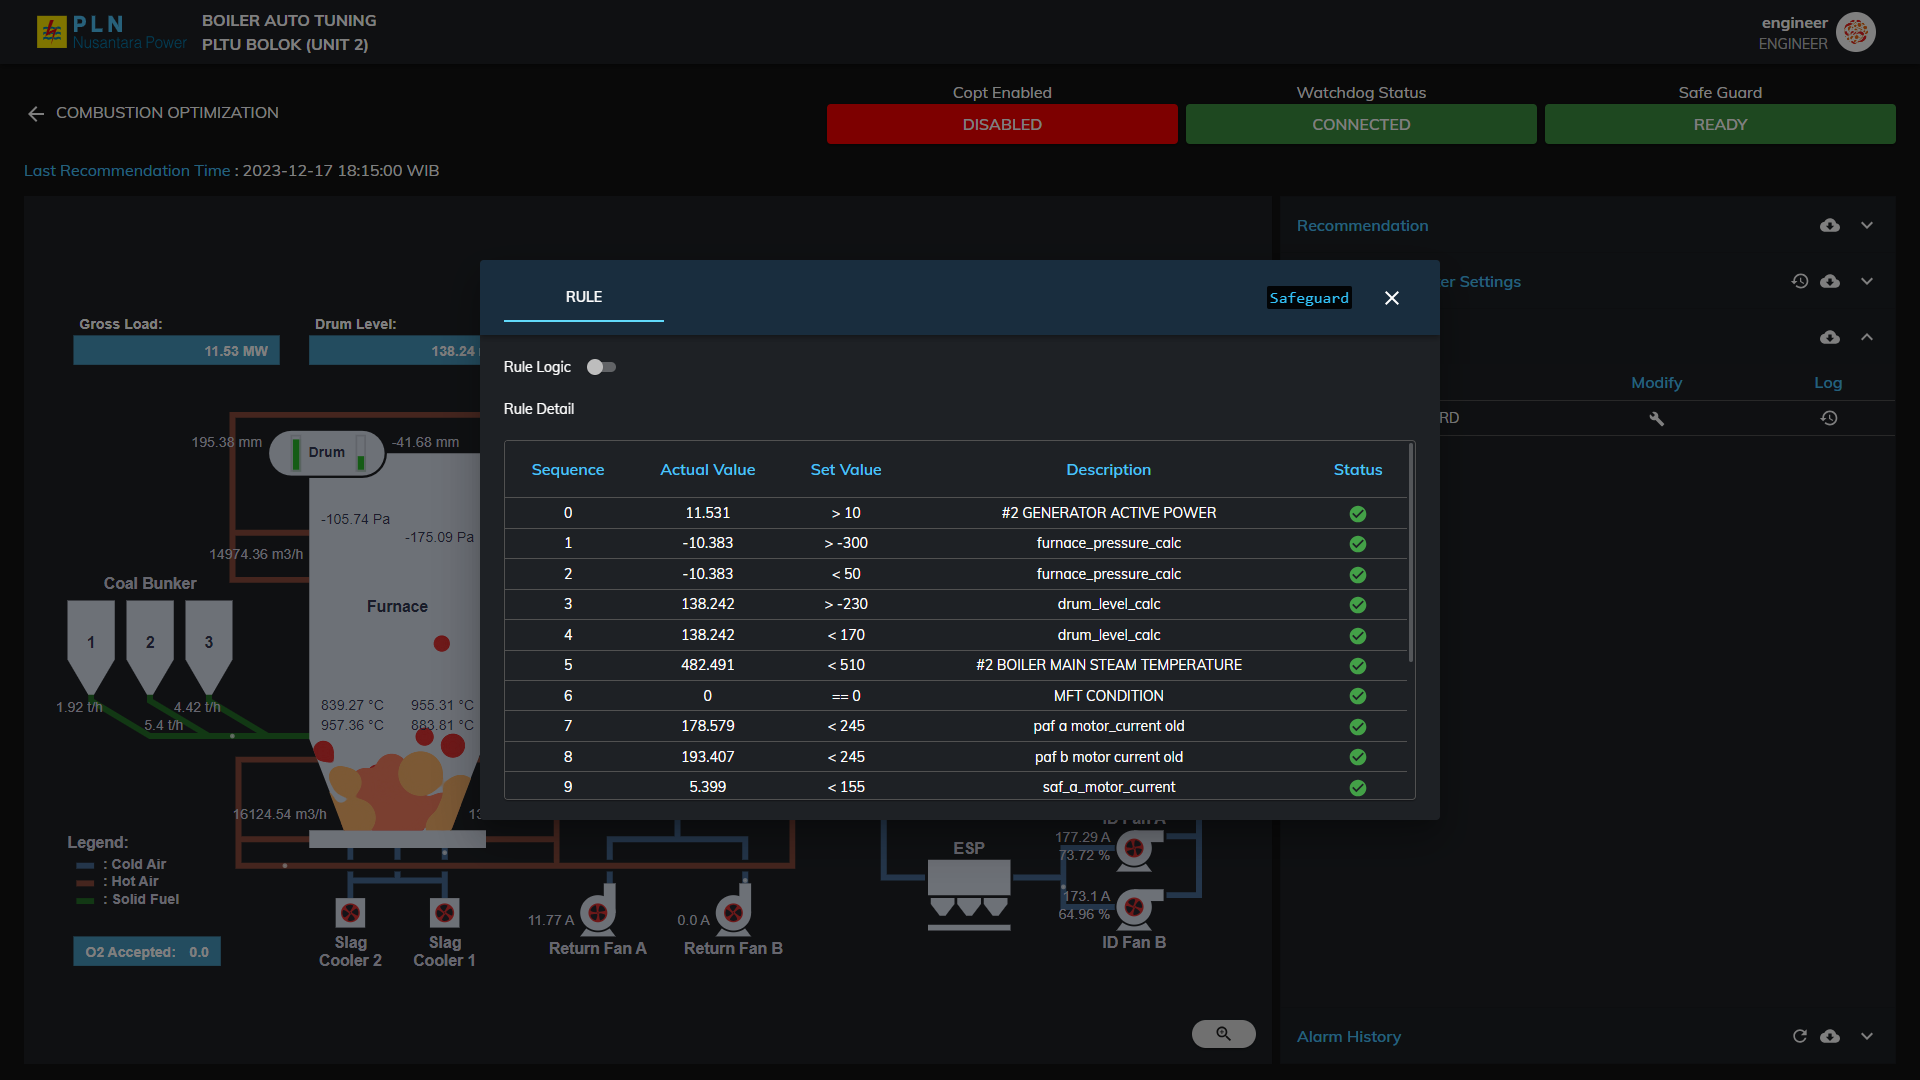 PLN
Nusantara Power
BOILER AUTO TUNING
PLTU BOLOK (UNIT 2)
engineer
ENGINEER
COMBUSTION OPTIMIZATION
Copt Enabled
DISABLED
Watchdog Status
CONNECTED
Safe Guard
READY
Last Recommendation Time : 2023-12-17 18:15:00 WIB
Gross Load:
11.53 MW
Drum Level:
138.24
195.38 mm
Drum
-41.68 mm
-105.74 Pa
-175.09 Pa
14974.36 m3/h
Coal Bunker
Furnace
1
2
3
1.92 t/h
4.42 t/h
5.4 t/h
839.27 °C
955.31 °C
957.36 °C
883.81 °C
16124.54 m3/h
13
Legend:
: Cold Air
: Hot Air
: Solid Fuel
O2 Accepted: 0.0
Slag
Cooler 2
Slag
Cooler 1
11.77 A
Return Fan A
0.0 A
Return Fan B
ESP
ID Fan A
177.29 A
73.72 %
173.1 A
64.96 %
ID Fan B
RULE
Safeguard
Rule Logic
Rule Detail
Sequence Actual Value Set Value Description Status
0 11.531 > 10 #2 GENERATOR ACTIVE POWER
1 -10.383 > -300 furnace_pressure_calc
2 -10.383 < 50 furnace_pressure_calc
3 138.242 > -230 drum_level_calc
4 138.242 < 170 drum_level_calc
5 482.491 < 510 #2 BOILER MAIN STEAM TEMPERATURE
6 0 == 0 MFT CONDITION
7 178.579 < 245 paf a motor_current old
8 193.407 < 245 paf b motor current old
9 5.399 < 155 saf_a_motor_current
Recommendation
er Settings
Modify
Log
RD
Alarm History